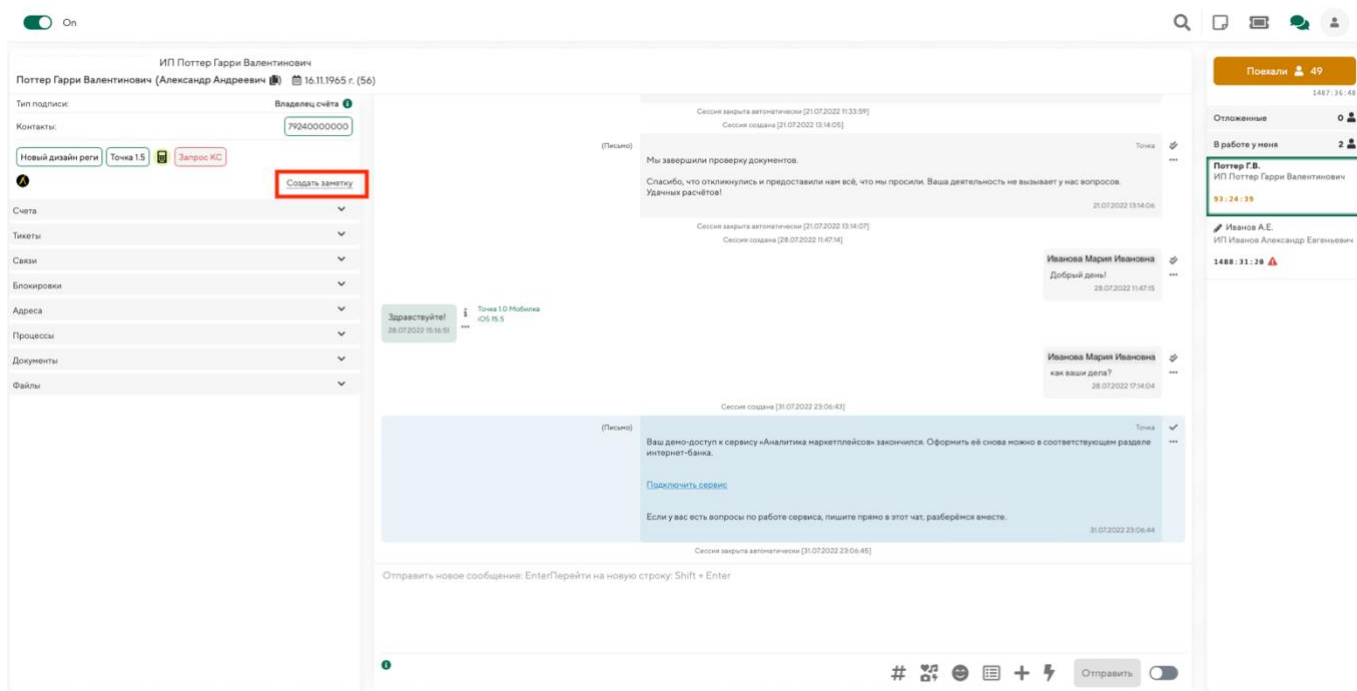 On
ИП Поттер Гарри Валентинович
Поттер Гарри Валентинович (Александр Андреевич) 16.11.1965 г. (56)
Тип подписи: Владелец счёта
Контакты: 79240000000
Новый дизайн реги Точка 1.5 Запрос КС
Создать заметку
Счета
Тикеты
Связи
Блокировки
Адреса
Процессы
Документы
Файлы
Сессия закрыта автоматически [21.07.2022 11:33:59]
Сессия создана [21.07.2022 13:14:05]
(Письмо) Точка
Мы завершили проверку документов.
Спасибо, что откликнулись и предоставили нам всё, что мы просили. Ваша деятельность не вызывает у нас вопросов.
Удачных расчётов!
21.07.2022 13:14:06
Сессия закрыта автоматически [21.07.2022 13:14:07]
Сессия создана [28.07.2022 11:47:14]
Иванова Мария Ивановна
Добрый день!
28.07.2022 11:47:15
Здравствуйте!
28.07.2022 15:16:51
Точка 1.0 Мобилка
iOS 15.5
Иванова Мария Ивановна
как ваши дела?
28.07.2022 17:14:04
Сессия создана [31.07.2022 23:06:43]
(Письмо) Точка
Ваш демо-доступ к сервису «Аналитика маркетплейсов» закончился. Оформить её снова можно в соответствующем разделе
интернет-банка.
Подключить сервис
Если у вас есть вопросы по работе сервиса, пишите прямо в этот чат, разберёмся вместе.
31.07.2022 23:06:44
Сессия закрыта автоматически [31.07.2022 23:06:45]
Отправить новое сообщение: EnterПерейти на новую строку: Shift + Enter
Отправить
Поехали 49
1487:36:48
Отложенные 0
В работе у меня 2
Поттер Г.В.
ИП Поттер Гарри Валентинович
93:24:39
Иванов А.Е.
ИП Иванов Александр Евгеньевич
1488:31:28